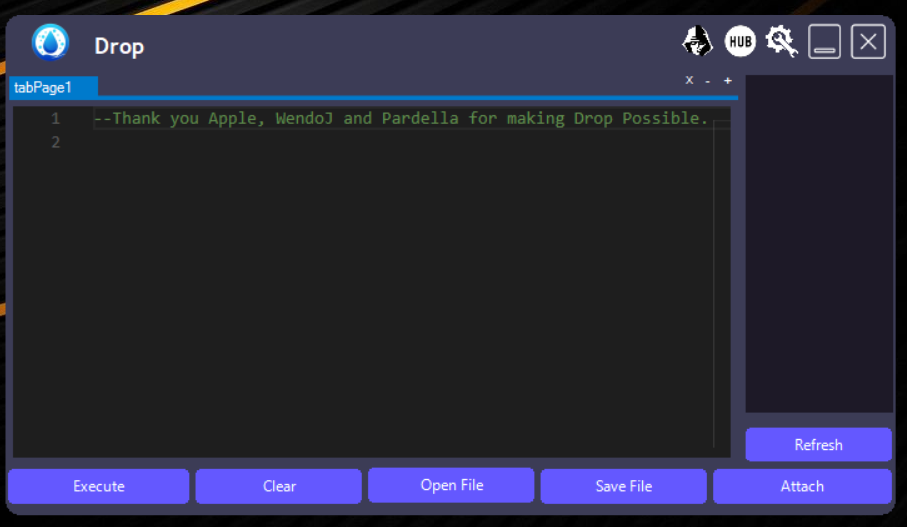 Drop
HUB
tabPage1
x - +
1 --Thank you Apple, WendoJ and Pardella for making Drop Possible.
2
Refresh
Execute
Clear
Open File
Save File
Attach